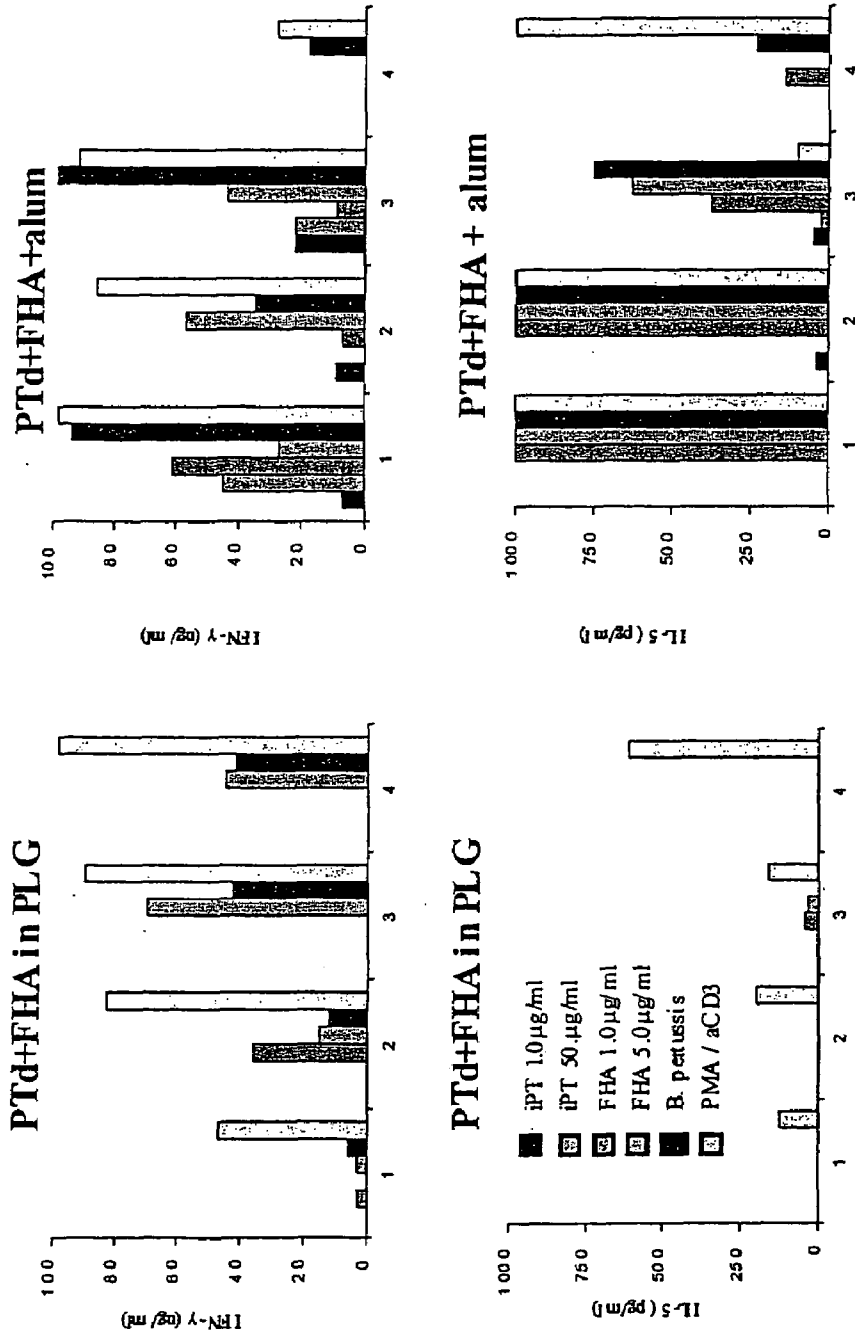 PTd+FHA in PLG
IFN-γ (ng/ml)
100
80
60
40
20
0
1
2
3
4
PTd+FHA+alum
IFN-γ (ng/ml)
100
80
60
40
20
0
1
2
3
4
PTd+FHA in PLG
IL-5 (pg/ml)
1000
750
500
250
0
1
2
3
4
iPT 1.0µg/ml
iPT 50.µg/ml
FHA 1.0µg/ml
FHA 5.0µg/ml
B. pertussis
PMA / aCD3
PTd+FHA + alum
IL-5 (pg/ml)
1000
750
500
250
0
1
2
3
4